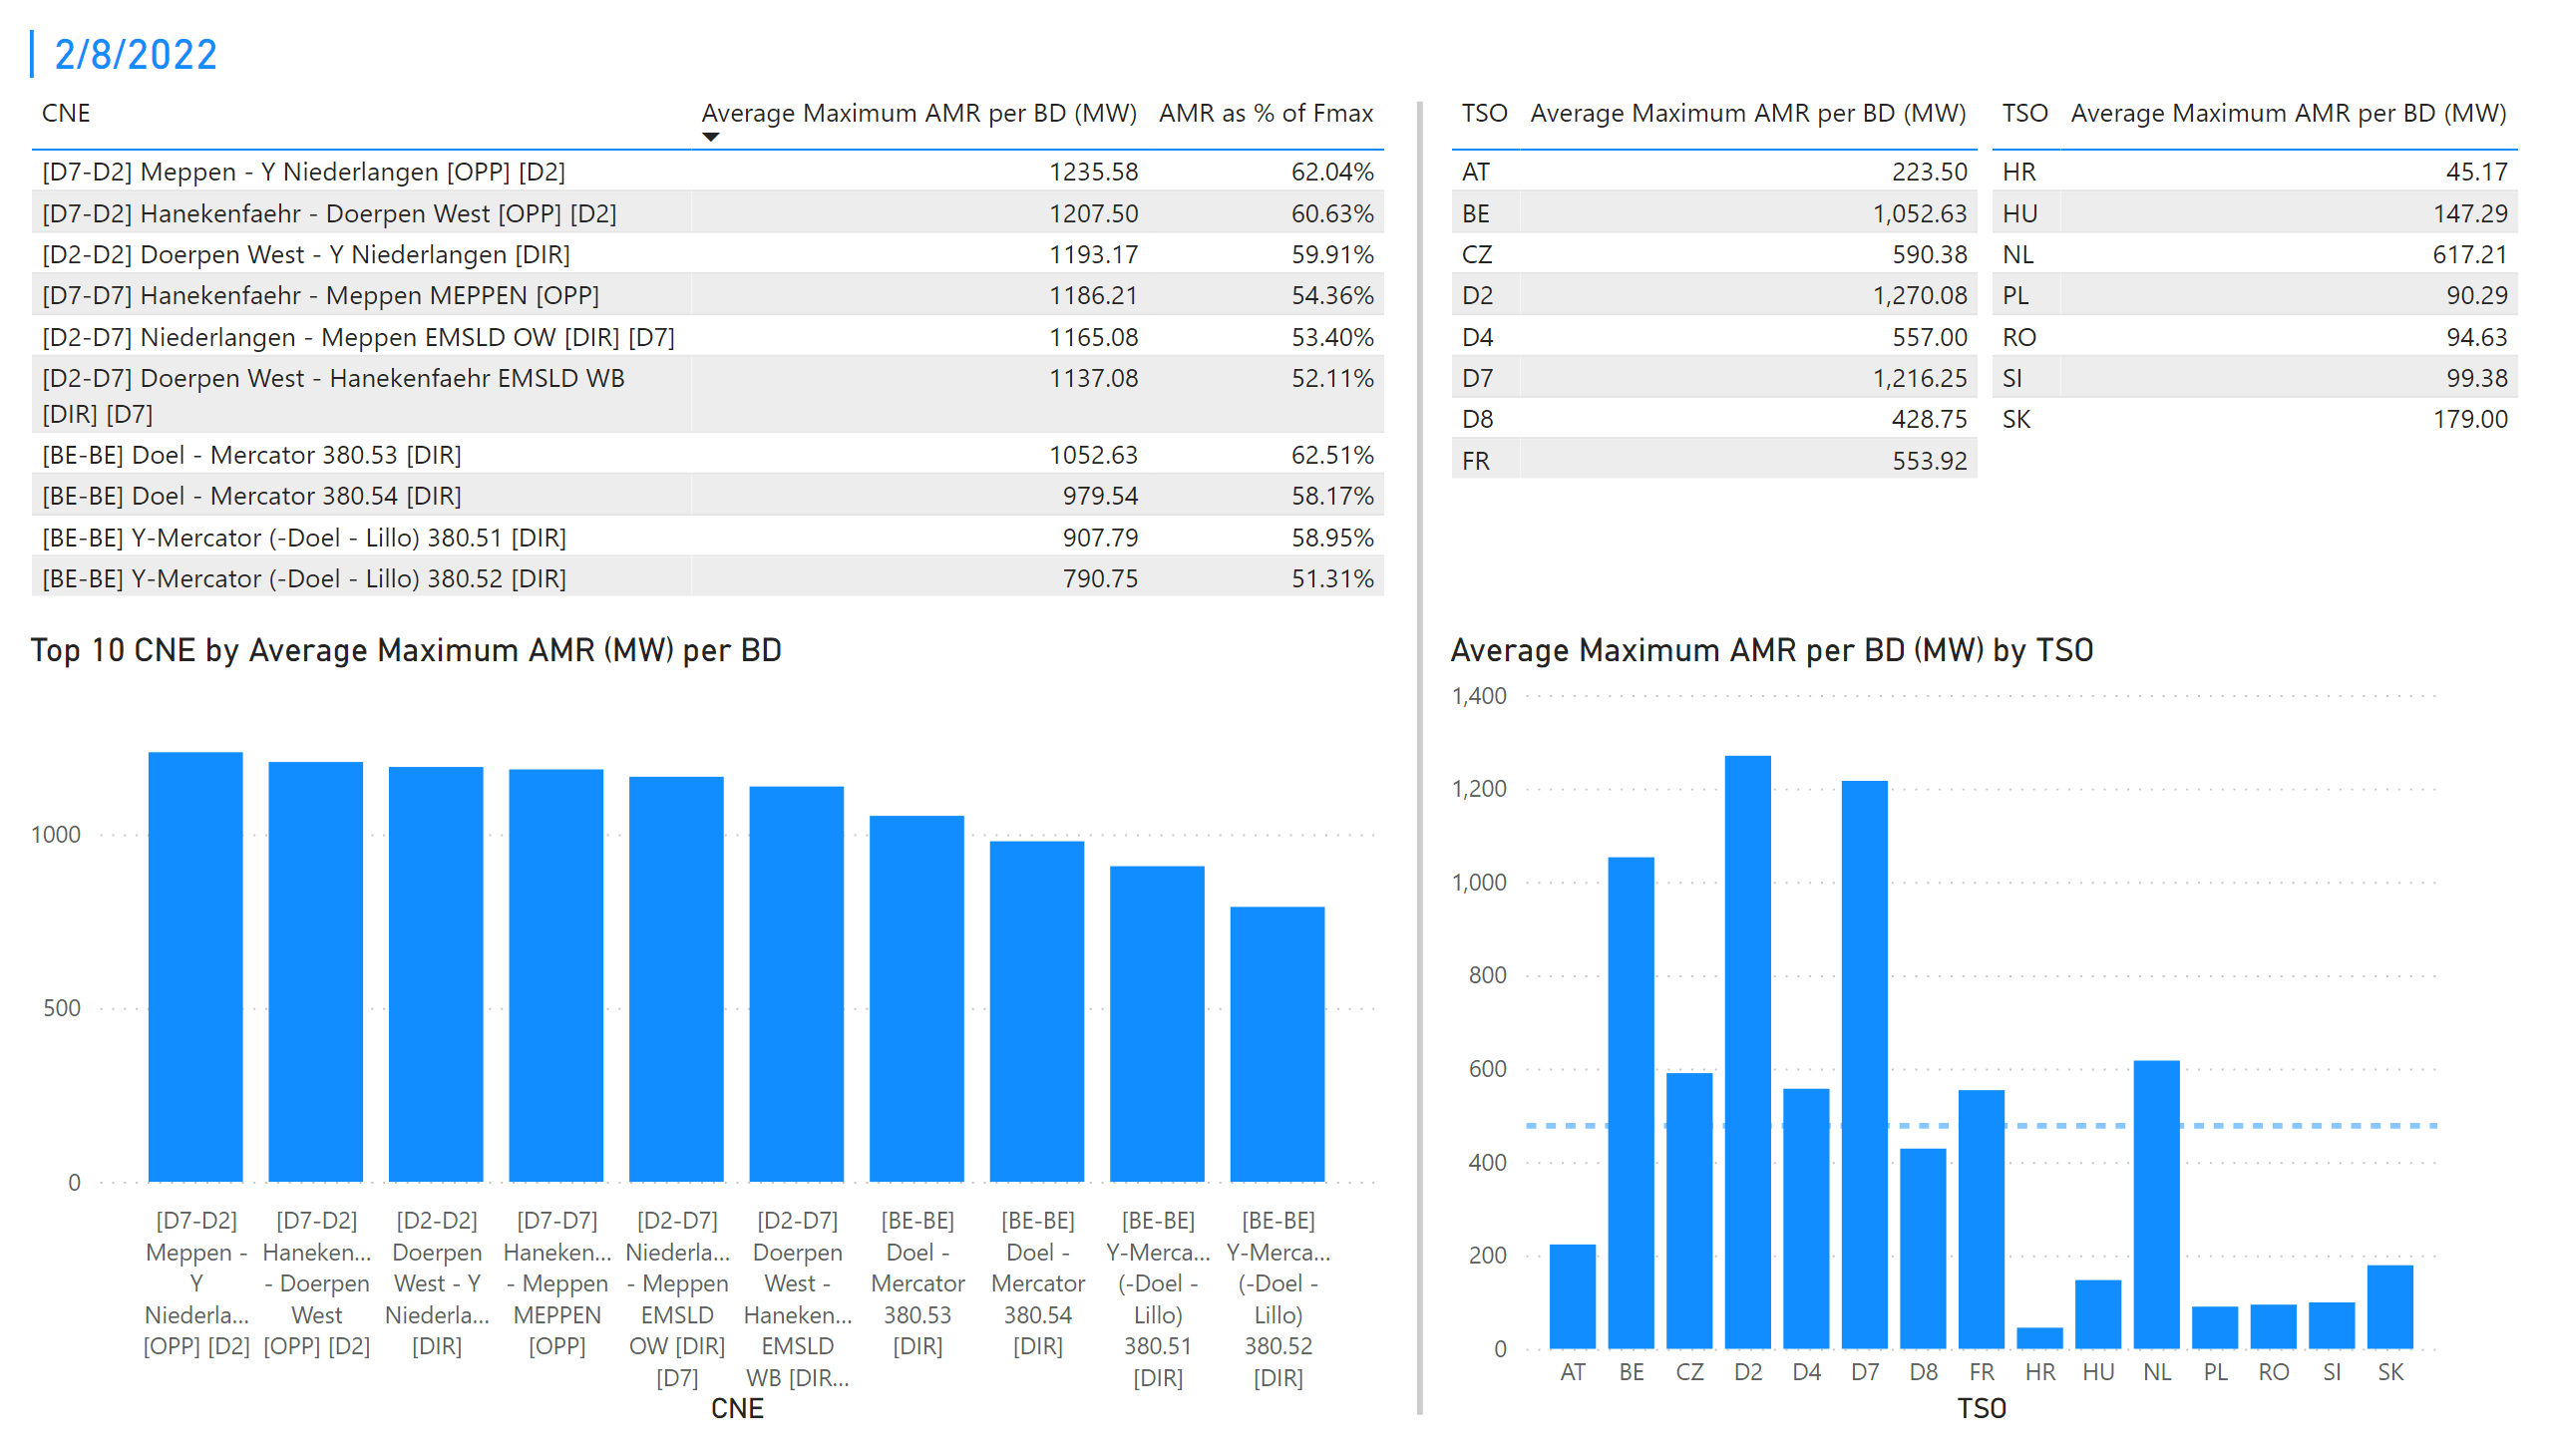 2/8/2022
CNE Average Maximum AMR per BD (MW) AMR as % of Fmax
[D7-D2] Meppen - Y Niederlangen [OPP] [D2] 1235.58 62.04%
[D7-D2] Hanekenfaehr - Doerpen West [OPP] [D2] 1207.50 60.63%
[D2-D2] Doerpen West - Y Niederlangen [DIR] 1193.17 59.91%
[D7-D7] Hanekenfaehr - Meppen MEPPEN [OPP] 1186.21 54.36%
[D2-D7] Niederlangen - Meppen EMSLD OW [DIR] [D7] 1165.08 53.40%
[D2-D7] Doerpen West - Hanekenfaehr EMSLD WB 1137.08 52.11%
[DIR] [D7]
[BE-BE] Doel - Mercator 380.53 [DIR] 1052.63 62.51%
[BE-BE] Doel - Mercator 380.54 [DIR] 979.54 58.17%
[BE-BE] Y-Mercator (-Doel - Lillo) 380.51 [DIR] 907.79 58.95%
[BE-BE] Y-Mercator (-Doel - Lillo) 380.52 [DIR] 790.75 51.31%
TSO Average Maximum AMR per BD (MW)
AT 223.50
BE 1,052.63
CZ 590.38
D2 1,270.08
D4 557.00
D7 1,216.25
D8 428.75
FR 553.92
TSO Average Maximum AMR per BD (MW)
HR 45.17
HU 147.29
NL 617.21
PL 90.29
RO 94.63
SI 99.38
SK 179.00
Top 10 CNE by Average Maximum AMR (MW) per BD
1000
500
0
[D7-D2]
Meppen -
Y
Niederla...
[OPP] [D2]
[D7-D2]
Haneken...
- Doerpen
West
[OPP] [D2]
[D2-D2]
Doerpen
West - Y
Niederla...
[DIR]
[D7-D7]
Haneken...
- Meppen
MEPPEN
[OPP]
[D2-D7]
Niederla...
- Meppen
EMSLD
OW [DIR]
[D7]
[D2-D7]
Doerpen
West -
Haneken...
EMSLD
WB [DIR...
[BE-BE]
Doel -
Mercator
380.53
[DIR]
[BE-BE]
Doel -
Mercator
380.54
[DIR]
[BE-BE]
Y-Merca...
(-Doel -
Lillo)
380.51
[DIR]
[BE-BE]
Y-Merca...
(-Doel -
Lillo)
380.52
[DIR]
CNE
Average Maximum AMR per BD (MW) by TSO
1,400
1,200
1,000
800
600
400
200
0
AT BE CZ D2 D4 D7 D8 FR HR HU NL PL RO SI SK
TSO